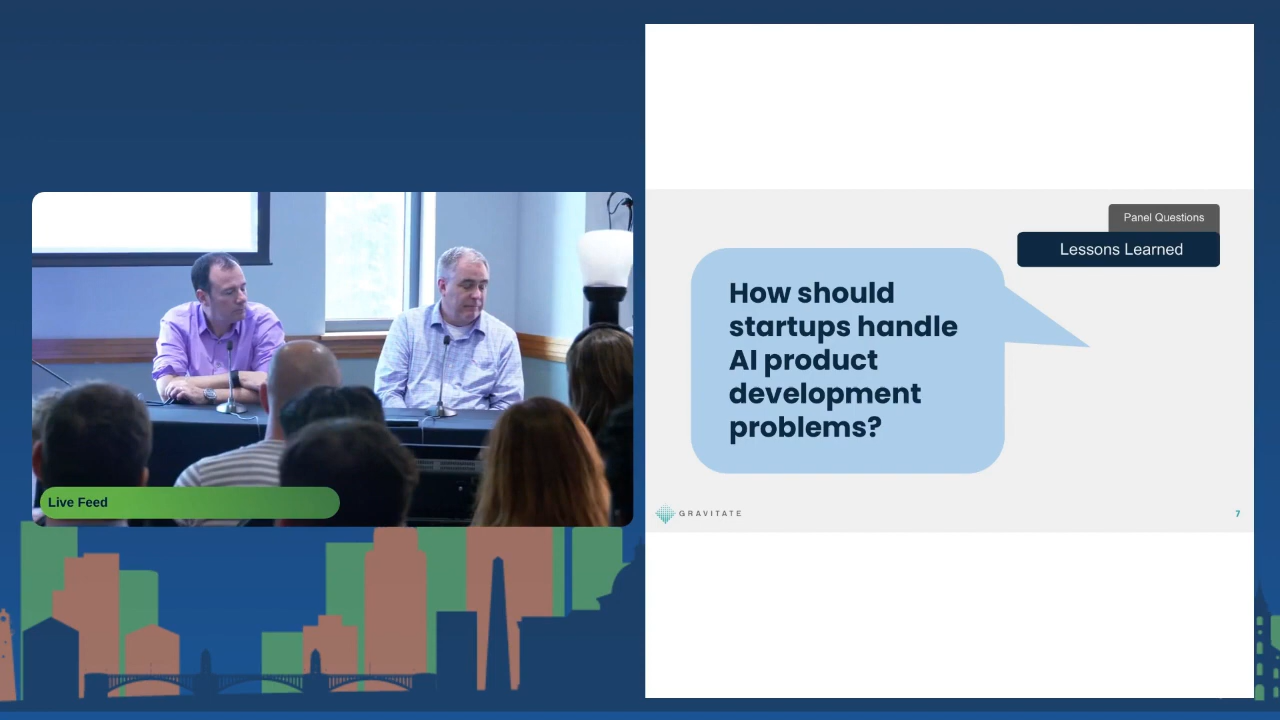 Live Feed
Panel Questions
Lessons Learned
How should
startups handle
AI product
development
problems?
GRAVITATE
7